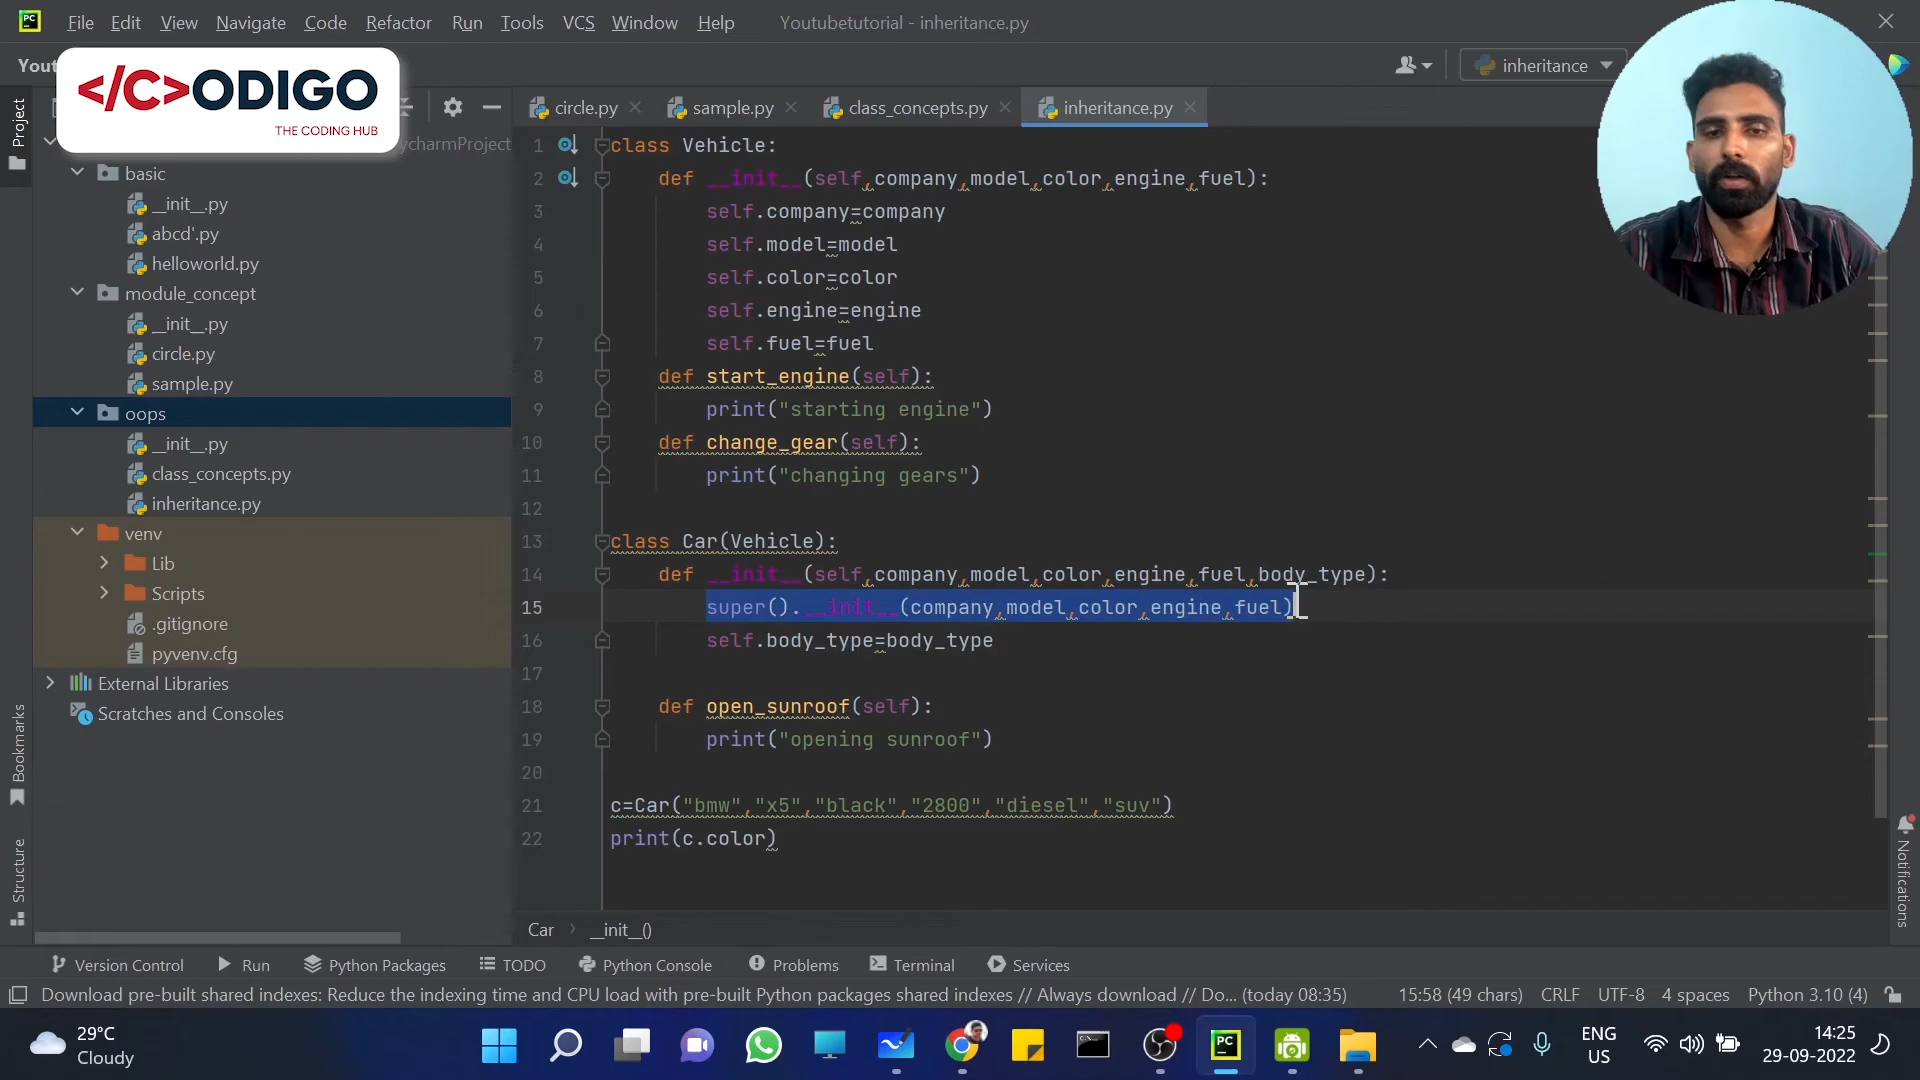 File Edit View Navigate Code Refactor Run Tools VCS Window Help Youtubetutorial - inheritance.py
Yout
inheritance
</C>ODIGO
THE CODING HUB
circle.py sample.py class_concepts.py inheritance.py
Project
ycharmProject
basic
__init__.py
abcd'.py
helloworld.py
module_concept
__init__.py
circle.py
sample.py
oops
__init__.py
class_concepts.py
inheritance.py
venv
Lib
Scripts
.gitignore
pyvenv.cfg
External Libraries
Scratches and Consoles
Bookmarks
Structure
1 class Vehicle:
2 def __init__(self,company,model,color,engine,fuel):
3 self.company=company
4 self.model=model
5 self.color=color
6 self.engine=engine
7 self.fuel=fuel
8 def start_engine(self):
9 print("starting engine")
10 def change_gear(self):
11 print("changing gears")
12
13 class Car(Vehicle):
14 def __init__(self,company,model,color,engine,fuel,body_type):
15 super().__init__(company,model,color,engine,fuel)
16 self.body_type=body_type
17
18 def open_sunroof(self):
19 print("opening sunroof")
20
21 c=Car("bmw","x5","black","2800","diesel","suv")
22 print(c.color)
Notifications
Car __init__()
Version Control Run Python Packages TODO Python Console Problems Terminal Services
Download pre-built shared indexes: Reduce the indexing time and CPU load with pre-built Python packages shared indexes // Always download // Do... (today 08:35) 15:58 (49 chars) CRLF UTF-8 4 spaces Python 3.10 (4)
29°C
Cloudy
PC
ENG
US
14:25
29-09-2022